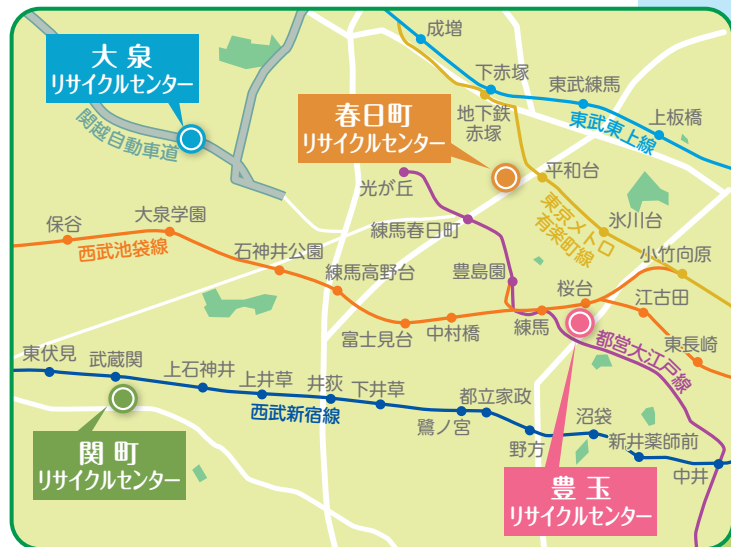 成増
大泉
リサイクルセンター
下赤塚
東武練馬
地下鉄
赤塚
春日町
リサイクルセンター
上板橋
東武東上線
関越自動車道
光が丘
平和台
保谷
大泉学園
練馬春日町
東京メトロ
有楽町線
氷川台
西武池袋線
石神井公園
小竹向原
練馬高野台
豊島園
桜台
江古田
富士見台
中村橋
練馬
東長崎
都営大江戸線
東伏見
武蔵関
上石神井
上井草
井荻
下井草
西武新宿線
都立家政
鷺ノ宮
沼袋
野方
新井薬師前
中井
関町
リサイクルセンター
豊玉
リサイクルセンター